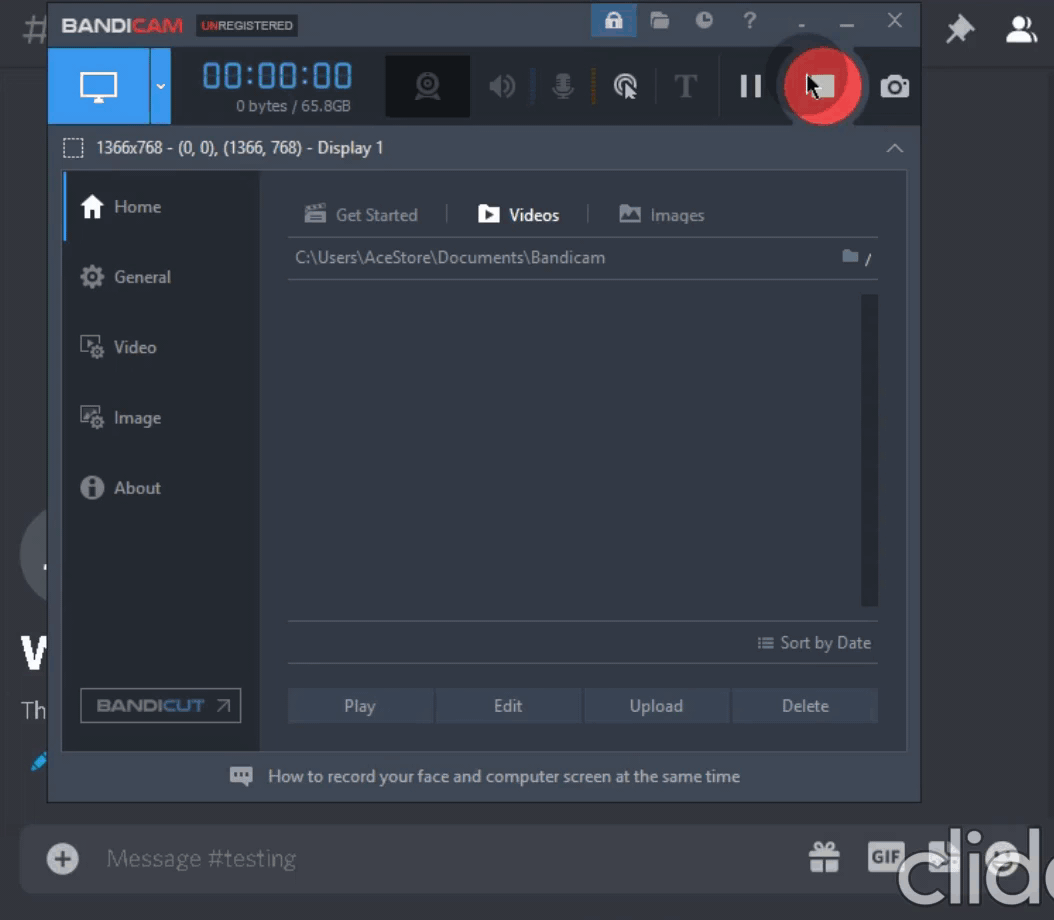 #
BANDICAM UNREGISTERED
?
00:00:00
0 bytes / 65.8GB
T
1366x768 - (0, 0), (1366, 768) - Display 1
Home
General
Video
Image
About
BANDICUT
Get Started
Videos
Images
C:\Users\AceStore\Documents\Bandicam
/
Sort by Date
Play
Edit
Upload
Delete
How to record your face and computer screen at the same time
W
Th
Message #testing
GIF
clide